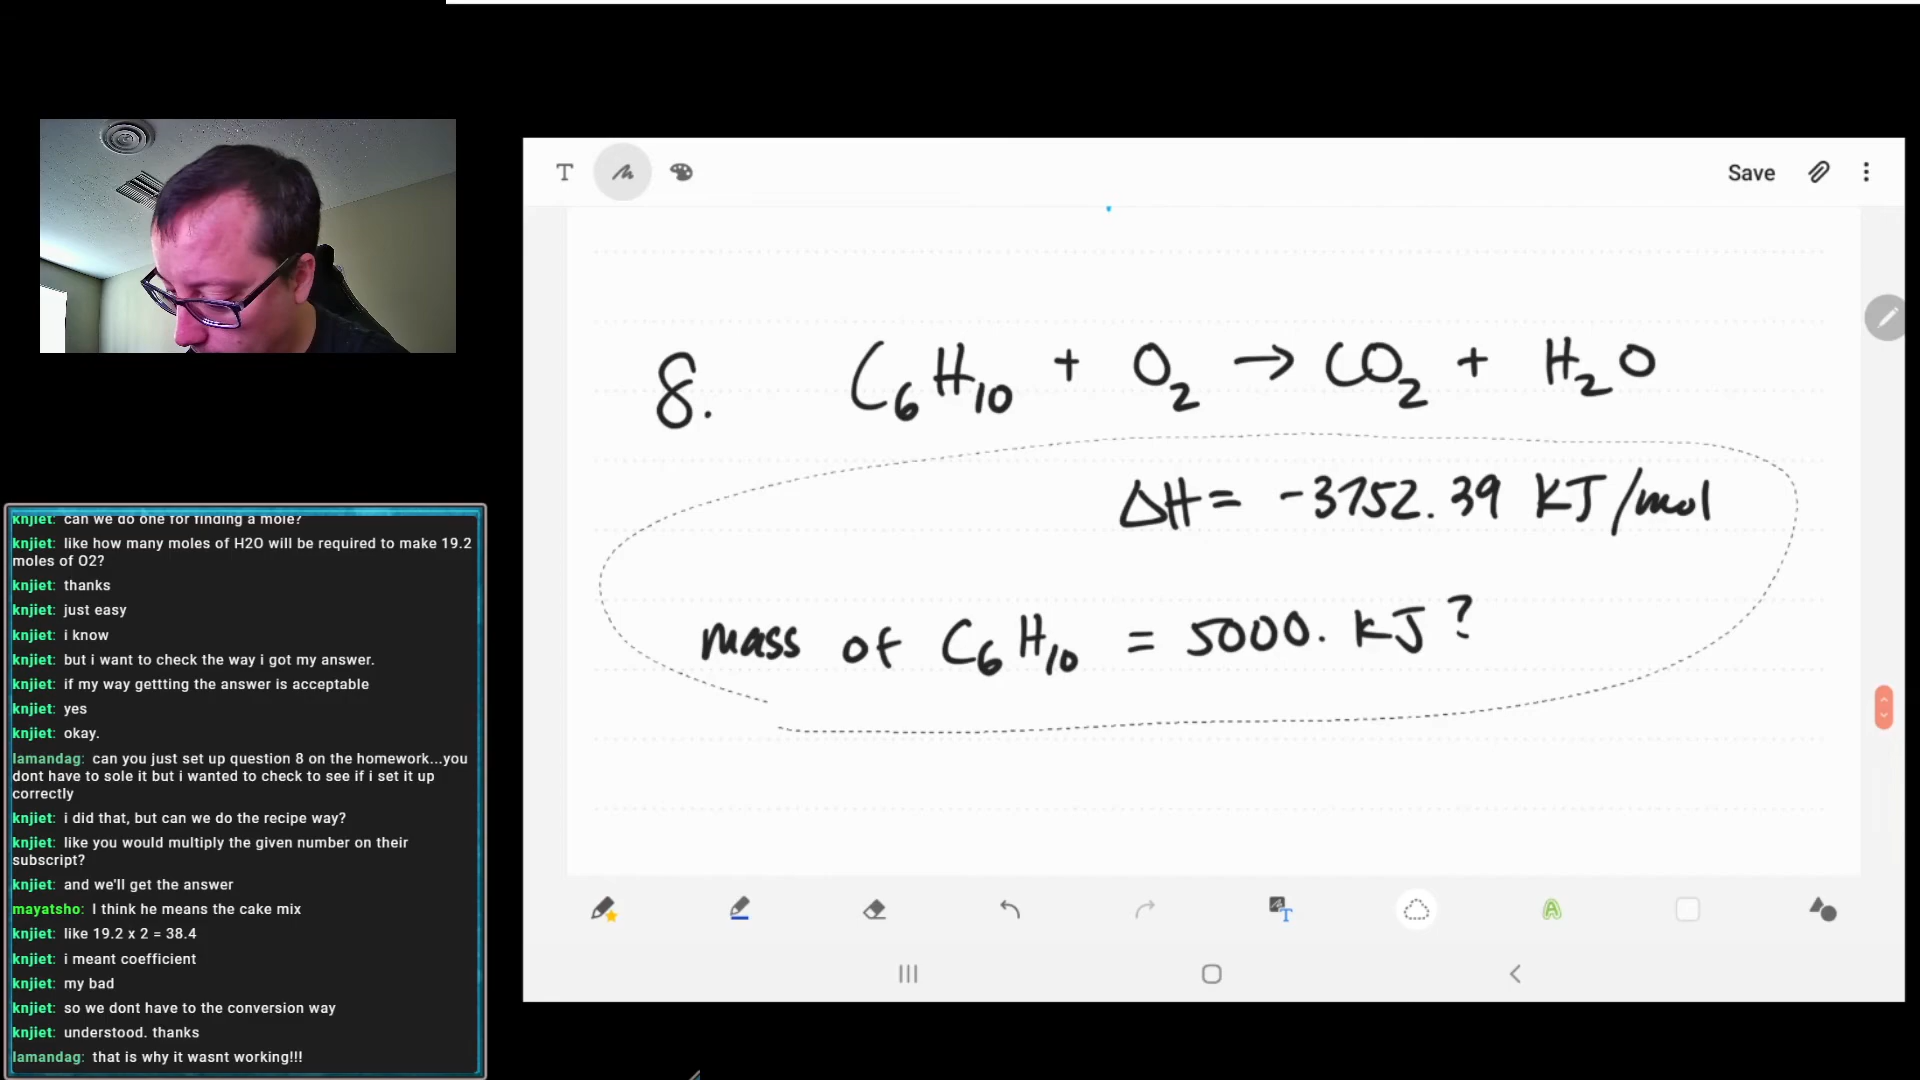 T Save
8. C6H10 + O2 → CO2 + H2O
ΔH = -3752.39 KJ/mol
mass of C6H10 = 5000. kJ?
T
A
knjiet: can we do one for finding a mole?
knjiet: like how many moles of H2O will be required to make 19.2
moles of O2?
knjiet: thanks
knjiet: just easy
knjiet: i know
knjiet: but i want to check the way i got my answer.
knjiet: if my way gettting the answer is acceptable
knjiet: yes
knjiet: okay.
lamandag: can you just set up question 8 on the homework...you
dont have to sole it but i wanted to check to see if i set it up
correctly
knjiet: i did that, but can we do the recipe way?
knjiet: like you would multiply the given number on their
subscript?
knjiet: and we'll get the answer
mayatsho: I think he means the cake mix
knjiet: like 19.2 x 2 = 38.4
knjiet: i meant coefficient
knjiet: my bad
knjiet: so we dont have to the conversion way
knjiet: understood. thanks
lamandag: that is why it wasnt working!!!